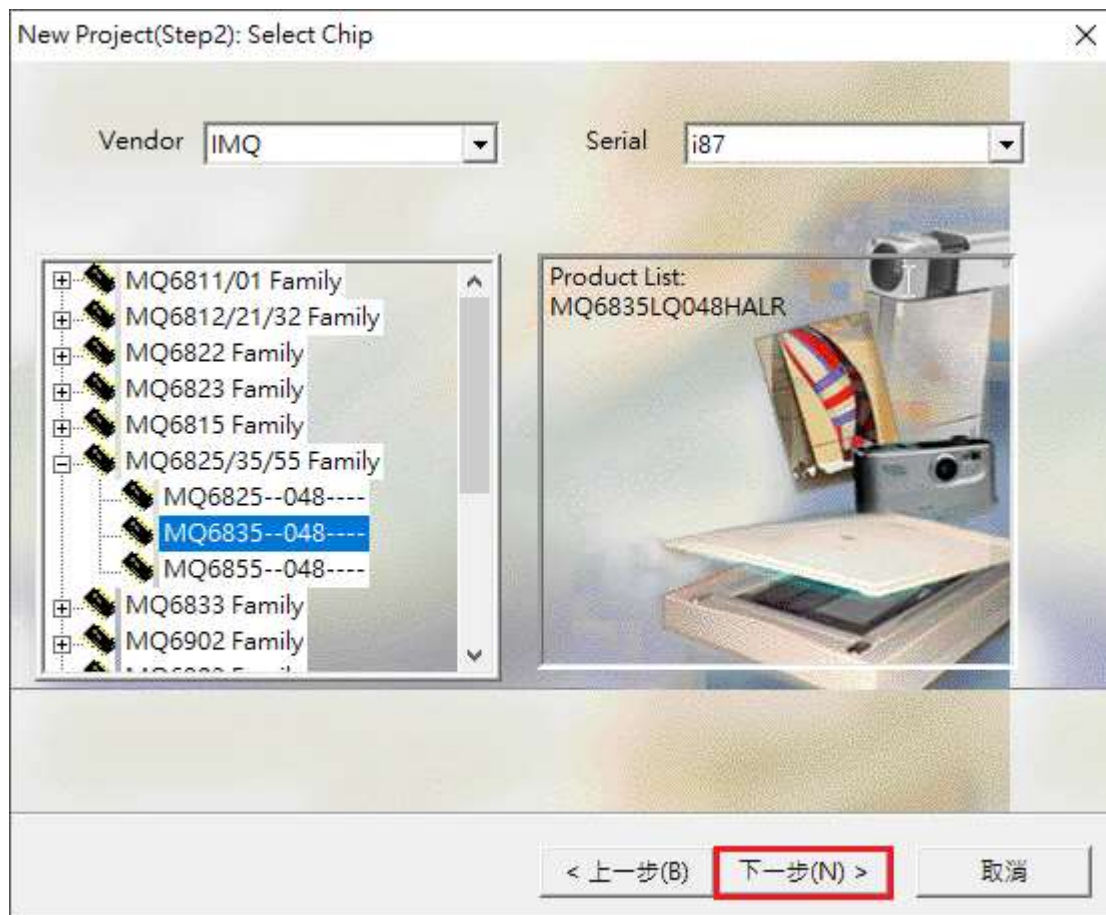 New Project(Step2): Select Chip
Vendor IMQ
Serial i87
MQ6811/01 Family
MQ6812/21/32 Family
MQ6822 Family
MQ6823 Family
MQ6815 Family
MQ6825/35/55 Family
MQ6825--048----
MQ6835--048----
MQ6855--048----
MQ6833 Family
MQ6902 Family
Product List:
MQ6835LQ048HALR
< 上一步(B)
下一步(N) >
取消